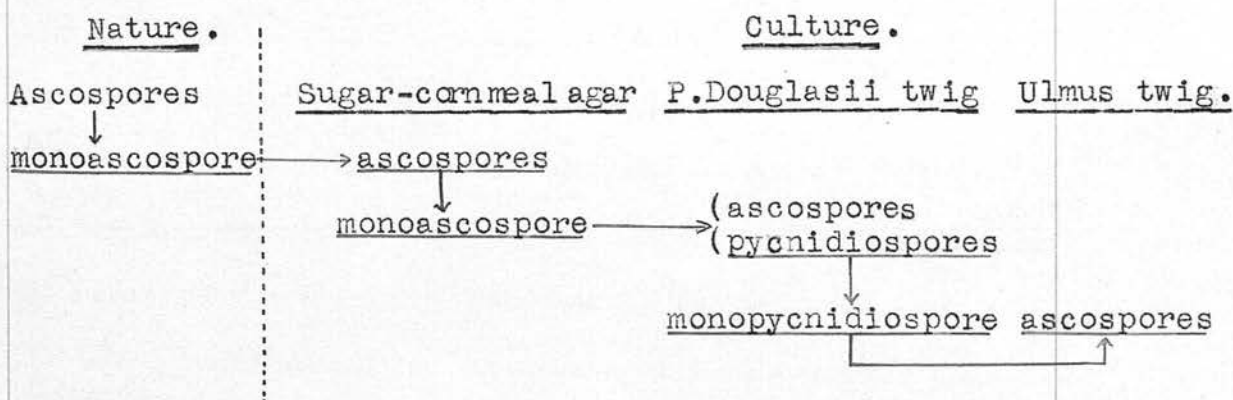 Nature. Culture.
Ascospores Sugar-cornmeal agar P.Douglasii twig Ulmus twig.
monoascospore ascospores
monoascospore (ascospores
(pycnidiospores
monopycnidiospore ascospores